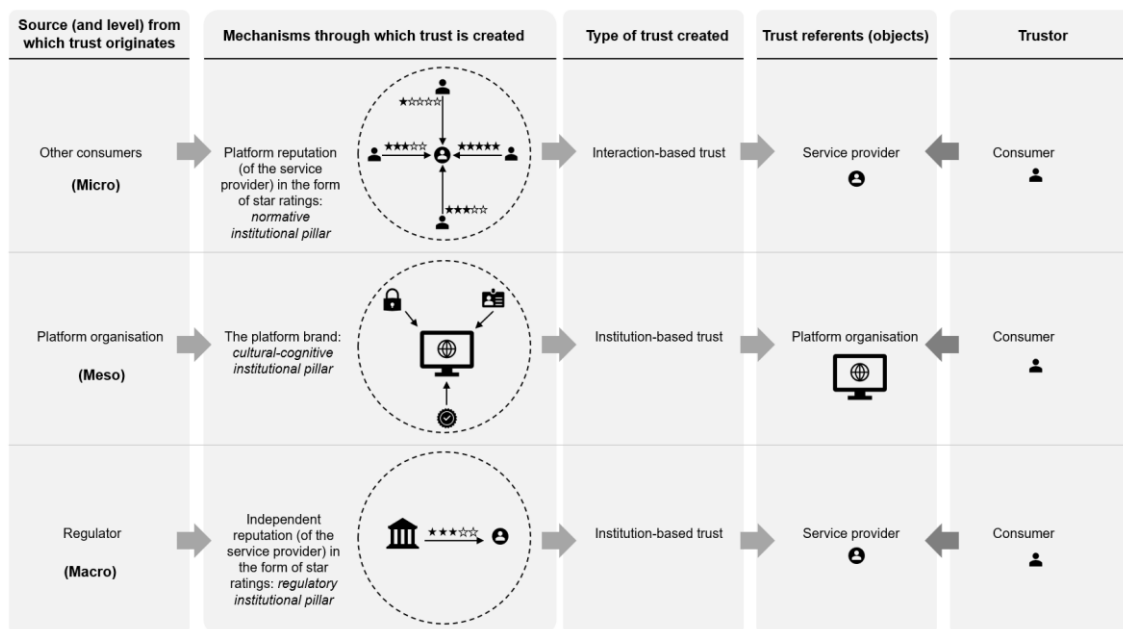 Source (and level) from
which trust originates
Mechanisms through which trust is created
Type of trust created
Trust referents (objects)
Trustor
Other consumers
(Micro)
Platform reputation
(of the service
provider) in the form
of star ratings:
normative
institutional pillar
★☆☆☆☆
★★★☆☆
★★★★★
★★★☆☆
Interaction-based trust
Service provider
Consumer
Platform organisation
(Meso)
The platform brand:
cultural-cognitive
institutional pillar
Institution-based trust
Platform organisation
Consumer
Regulator
(Macro)
Independent
reputation (of the
service provider) in
the form of star
ratings: regulatory
institutional pillar
★★★☆☆
Institution-based trust
Service provider
Consumer